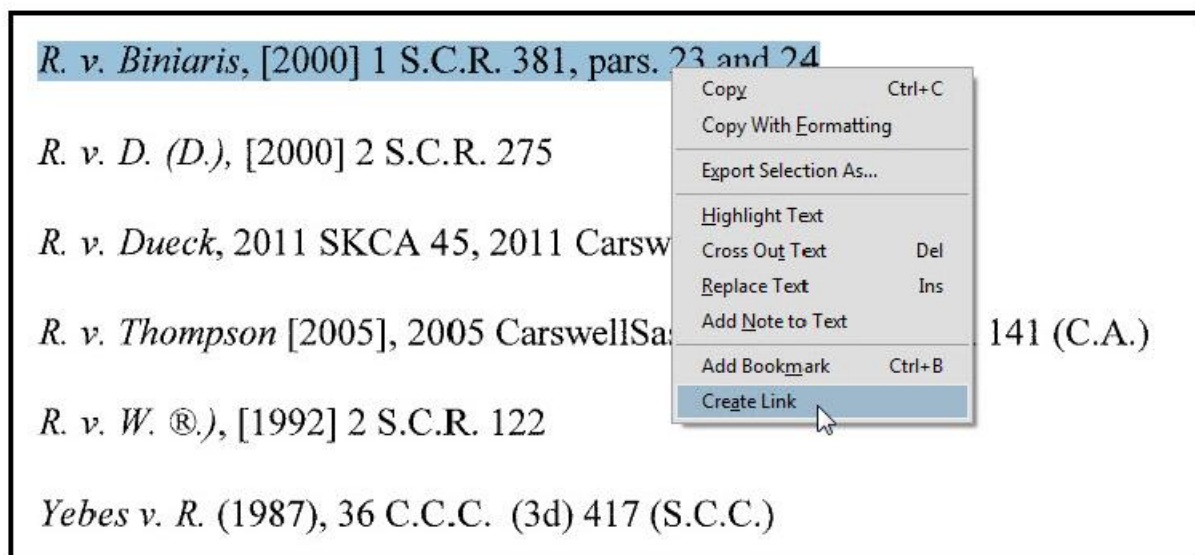 R. v. Biniaris, [2000] 1 S.C.R. 381, pars. 23 and 24
Copy Ctrl+C
Copy With Formatting
R. v. D. (D.), [2000] 2 S.C.R. 275
Export Selection As...
Highlight Text
R. v. Dueck, 2011 SKCA 45, 2011 Carsw
Cross Out Text Del
Replace Text Ins
Add Note to Text
R. v. Thompson [2005], 2005 CarswellSas 141 (C.A.)
Add Bookmark Ctrl+B
Create Link
R. v. W. ®.), [1992] 2 S.C.R. 122
Yebes v. R. (1987), 36 C.C.C. (3d) 417 (S.C.C.)